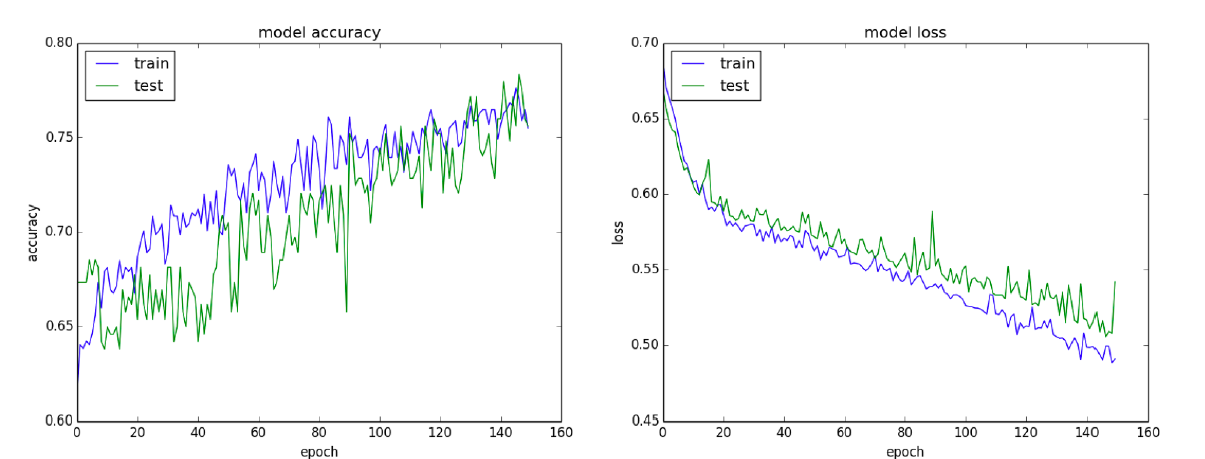 model accuracy
0.80
train
test
0.75
0.70
0.65
0.60
accuracy
0 20 40 60 80 100 120 140 160
epoch
model loss
0.70
train
test
0.65
0.60
0.55
0.50
0.45
loss
0 20 40 60 80 100 120 140 160
epoch